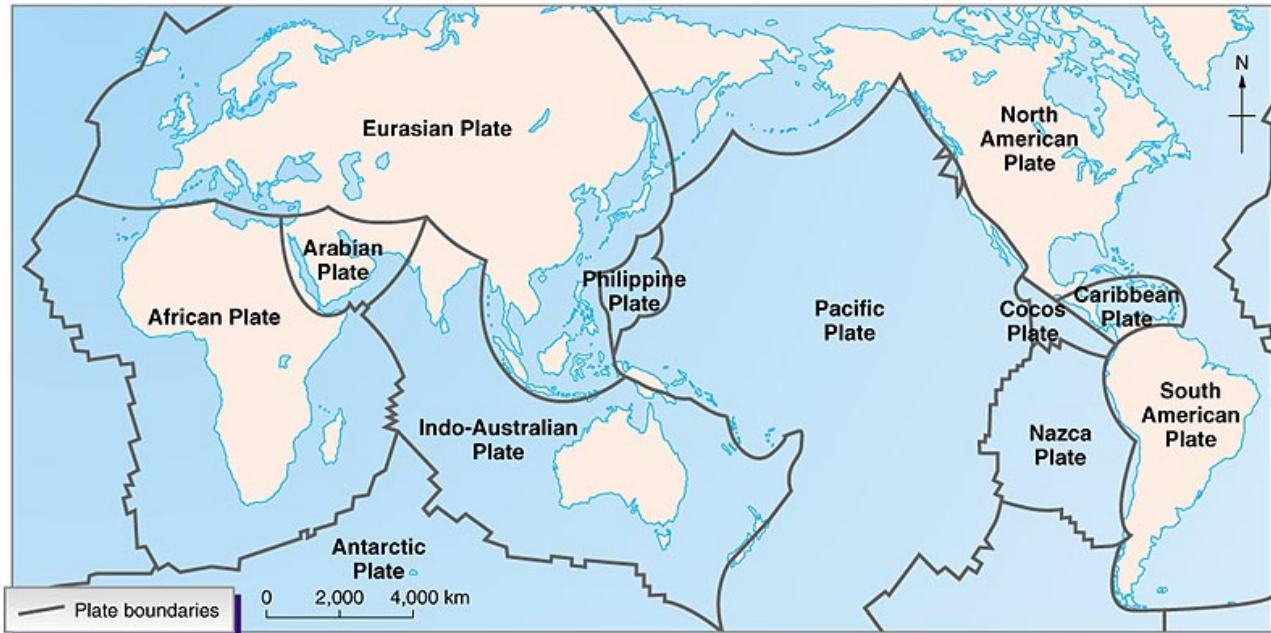 N
North
American
Plate
Eurasian Plate
Arabian
Plate
Philippine
Plate
African Plate
Pacific
Plate
Cocos
Plate
Caribbean
Plate
South
American
Plate
Indo-Australian
Plate
Nazca
Plate
Antarctic
Plate
0 2,000 4,000 km
Plate boundaries